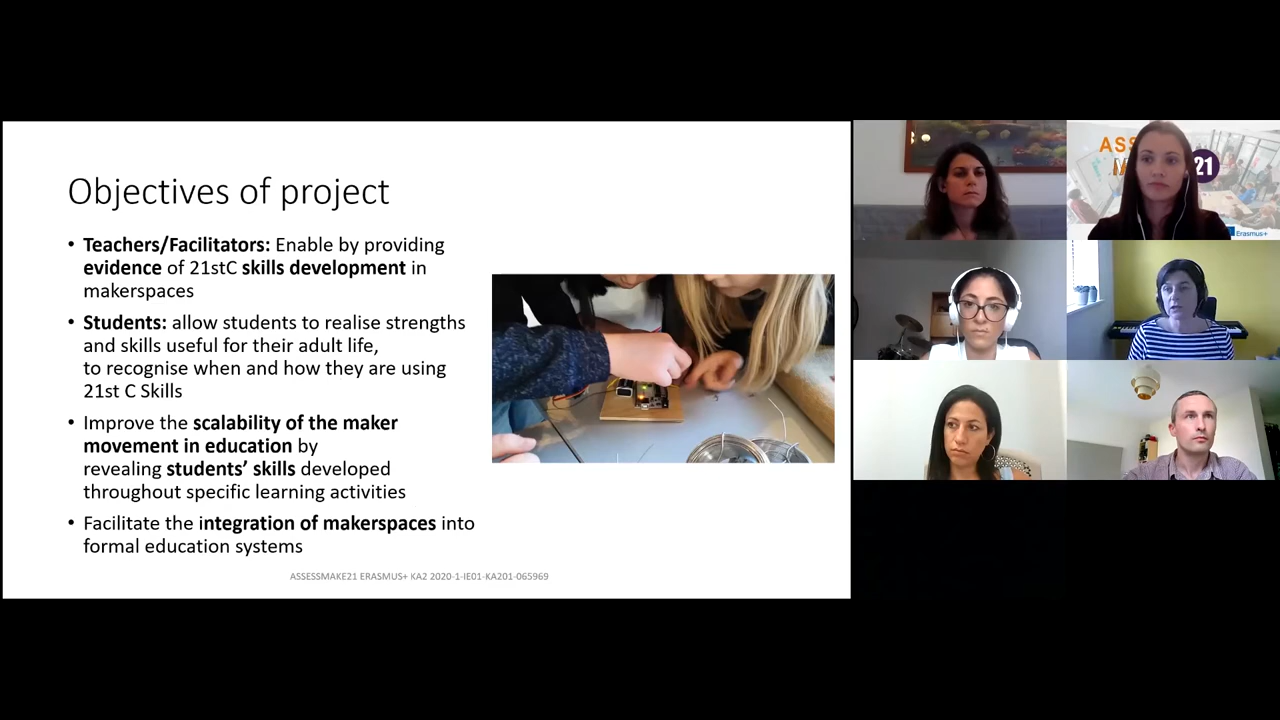 Objectives of project
• Teachers/Facilitators: Enable by providing
evidence of 21stC skills development in
makerspaces
• Students: allow students to realise strengths
and skills useful for their adult life,
to recognise when and how they are using
21st C Skills
• Improve the scalability of the maker
movement in education by
revealing students’ skills developed
throughout specific learning activities
• Facilitate the integration of makerspaces into
formal education systems
ASSESSMAKE21 ERASMUS+ KA2 2020-1-IE01-KA201-065969
ASS
M
21
Erasmus+